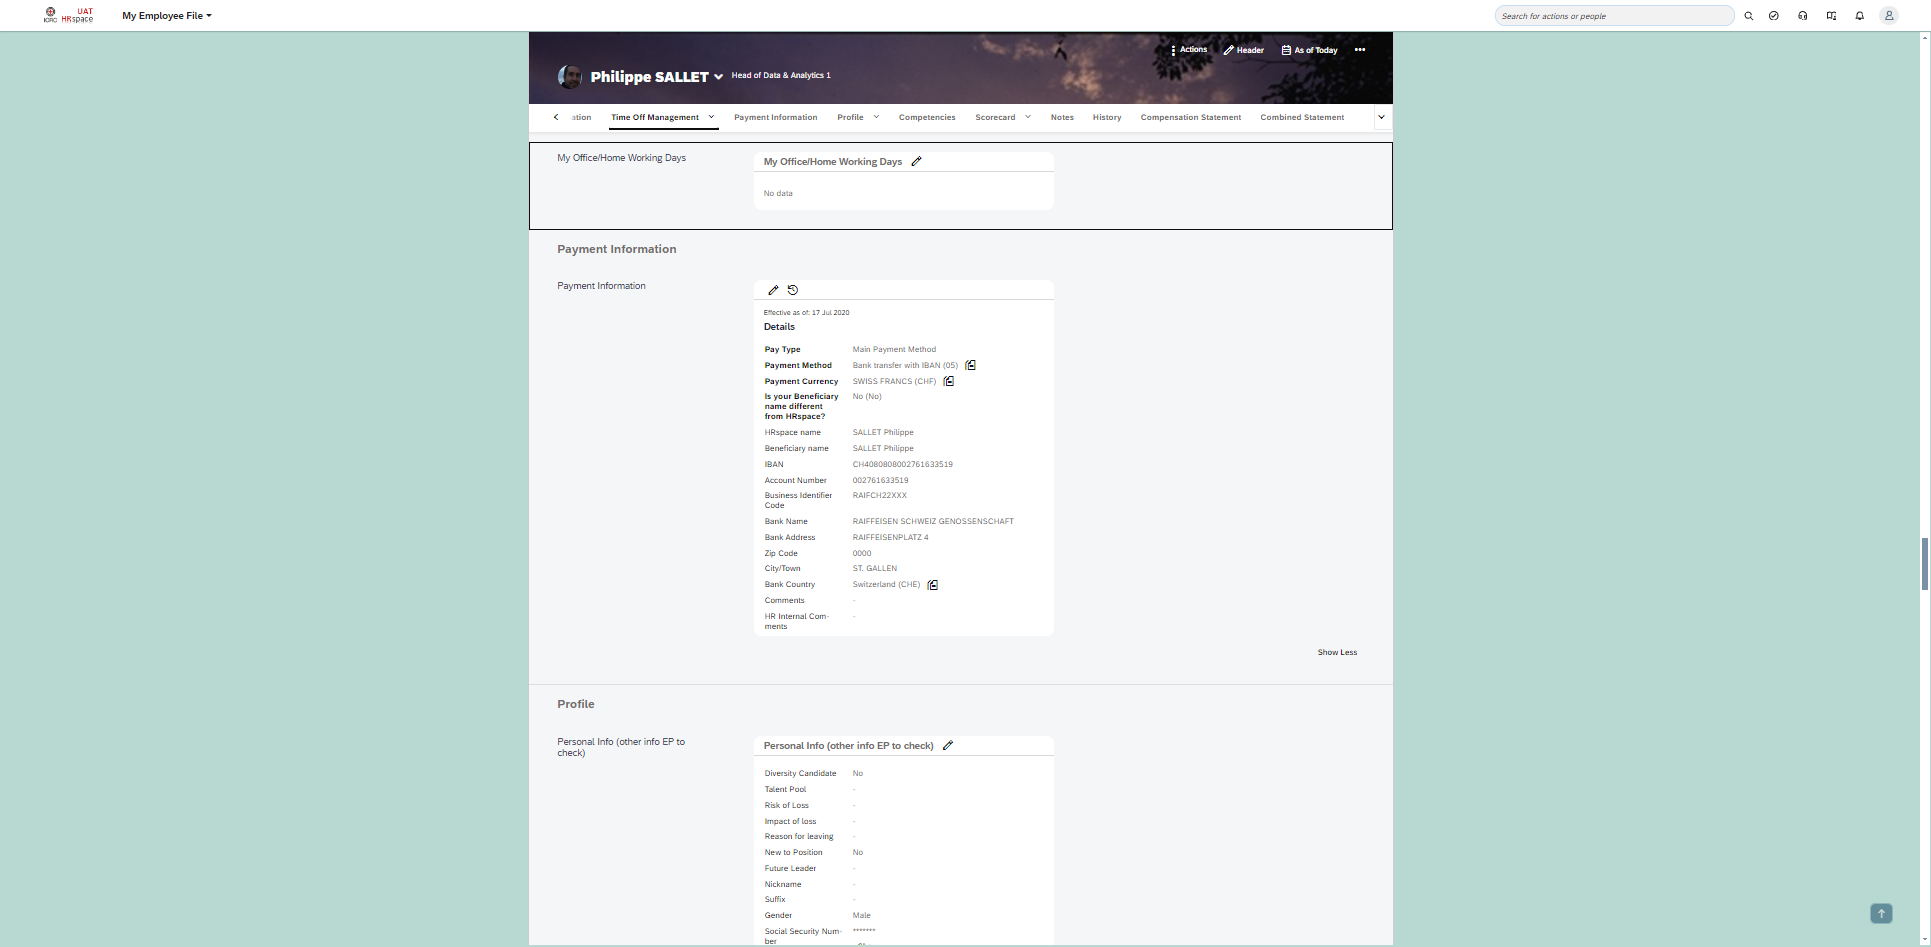 ICRC UAT HRspace My Employee File Search for actions or people
Actions Header As of Today
Philippe SALLET Head of Data & Analytics 1
ation Time Off Management Payment Information Profile Competencies Scorecard Notes History Compensation Statement Combined Statement
My Office/Home Working Days
My Office/Home Working Days
No data
Payment Information
Payment Information
Effective as of: 17 Jul 2020
Details
Pay Type Main Payment Method
Payment Method Bank transfer with IBAN (05)
Payment Currency SWISS FRANCS (CHF)
Is your Beneficiary No (No)
name different
from HRspace?
HRspace name SALLET Philippe
Beneficiary name SALLET Philippe
IBAN CH4080808002761633519
Account Number 002761633519
Business Identifier RAIFCH22XXX
Code
Bank Name RAIFFEISEN SCHWEIZ GENOSSENSCHAFT
Bank Address RAIFFEISENPLATZ 4
Zip Code 0000
City/Town ST. GALLEN
Bank Country Switzerland (CHE)
Comments -
HR Internal Com- -
ments
Show Less
Profile
Personal Info (other info EP to
check)
Personal Info (other info EP to check)
Diversity Candidate No
Talent Pool -
Risk of Loss -
Impact of loss -
Reason for leaving -
New to Position No
Future Leader -
Nickname -
Suffix -
Gender Male
Social Security Num- *******
ber